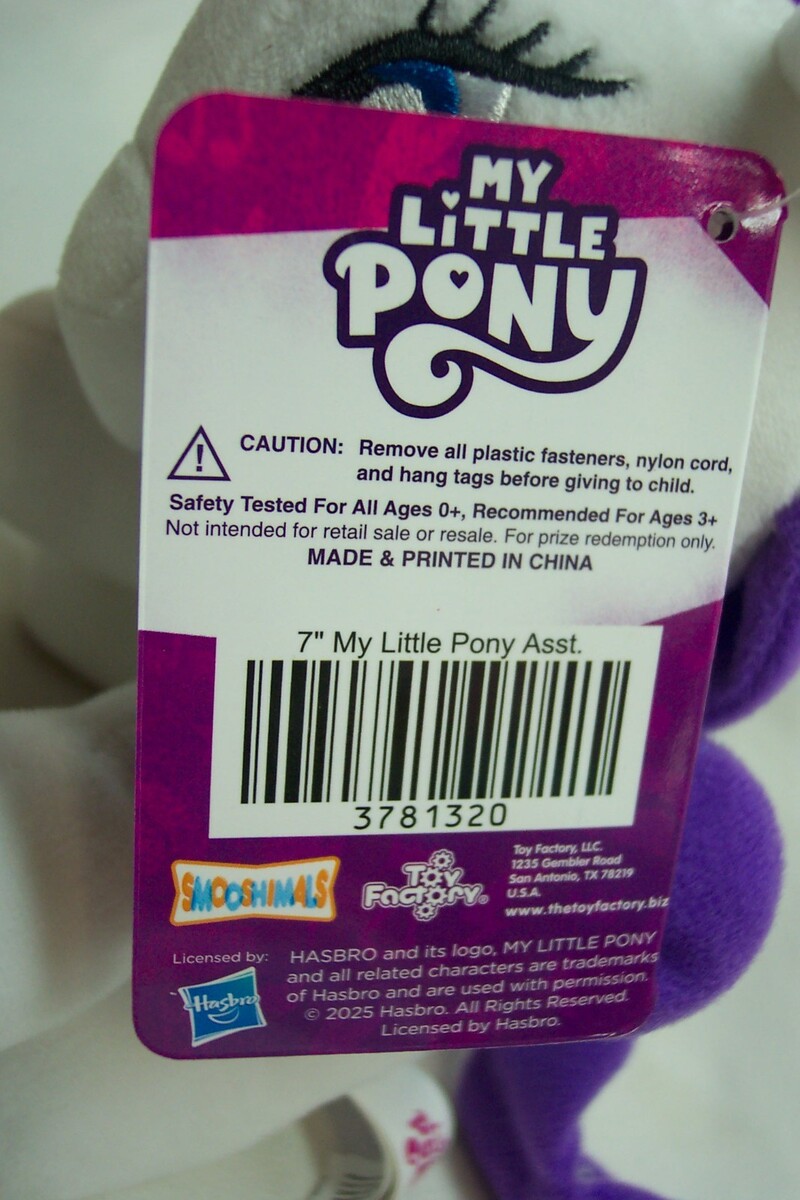 MY
LiTTLE
PONY
CAUTION: Remove all plastic fasteners, nylon cord,
and hang tags before giving to child.
Safety Tested For All Ages 0+, Recommended For Ages 3+
Not intended for retail sale or resale. For prize redemption only.
MADE & PRINTED IN CHINA
7" My Little Pony Asst.
3781320
SMOOSHIMALS
Toy
Factory®
Toy Factory, LLC.
1235 Gembler Road
San Antonio, TX 78219
U.S.A.
www.thetoyfactory.biz
Licensed by:
Hasbro
HASBRO and its logo, MY LITTLE PONY
and all related characters are trademarks
of Hasbro and are used with permission.
© 2025 Hasbro. All Rights Reserved.
Licensed by Hasbro.